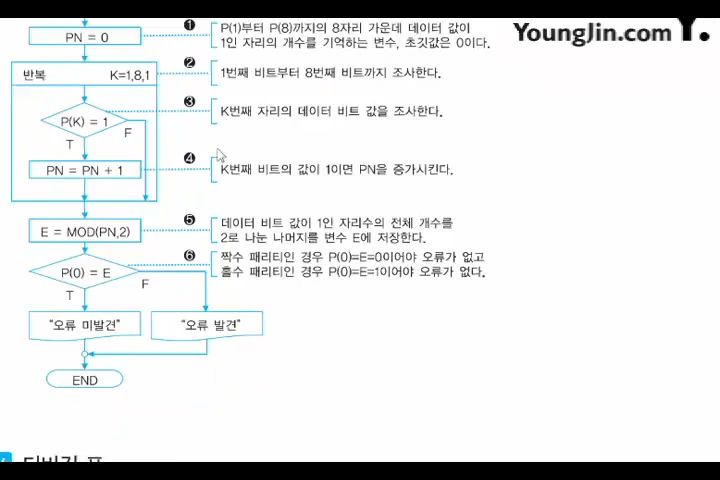 YoungJin.com Y.
PN = 0
❶ P(1)부터 P(8)까지의 8자리 가운데 데이터 값이
1인 자리의 개수를 기억하는 변수, 초깃값은 0이다.
반복 K=1,8,1
❷ 1번째 비트부터 8번째 비트까지 조사한다.
P(K) = 1
T
F
❸ K번째 자리의 데이터 비트 값을 조사한다.
PN = PN + 1
❹ K번째 비트의 값이 1이면 PN을 증가시킨다.
E = MOD(PN,2)
❺ 데이터 비트 값이 1인 자리수의 전체 개수를
2로 나눈 나머지를 변수 E에 저장한다.
P(0) = E
T
F
❻ 짝수 패리티인 경우 P(0)=E=0이어야 오류가 없고
홀수 패리티인 경우 P(0)=E=1이어야 오류가 없다.
"오류 미발견"
"오류 발견"
END